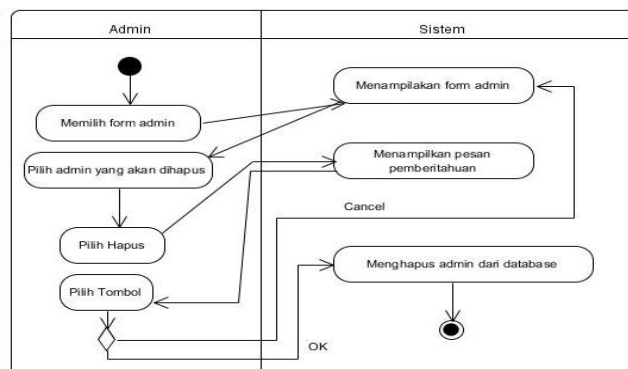 Admin
Sistem
Menampilakan form admin
Memilih form admin
Pilih admin yang akan dihapus
Menampilkan pesan
pemberitahuan
Cancel
Pilih Hapus
Menghapus admin dari database
Pilih Tombol
OK